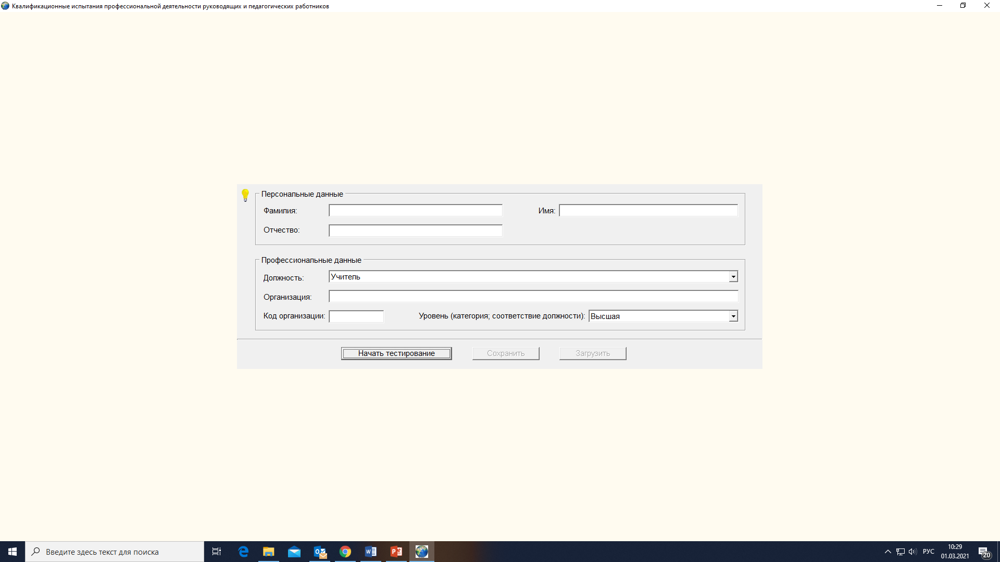 Квалификационные испытания профессиональной деятельности руководящих и педагогических работников
Персональные данные
Фамилия:
Имя:
Отчество:
Профессиональные данные
Должность: Учитель
Организация:
Код организации:
Уровень (категория; соответствие должности): Высшая
Начать тестирование
Сохранить
Загрузить
Введите здесь текст для поиска
РУС
10:29
01.03.2021
20